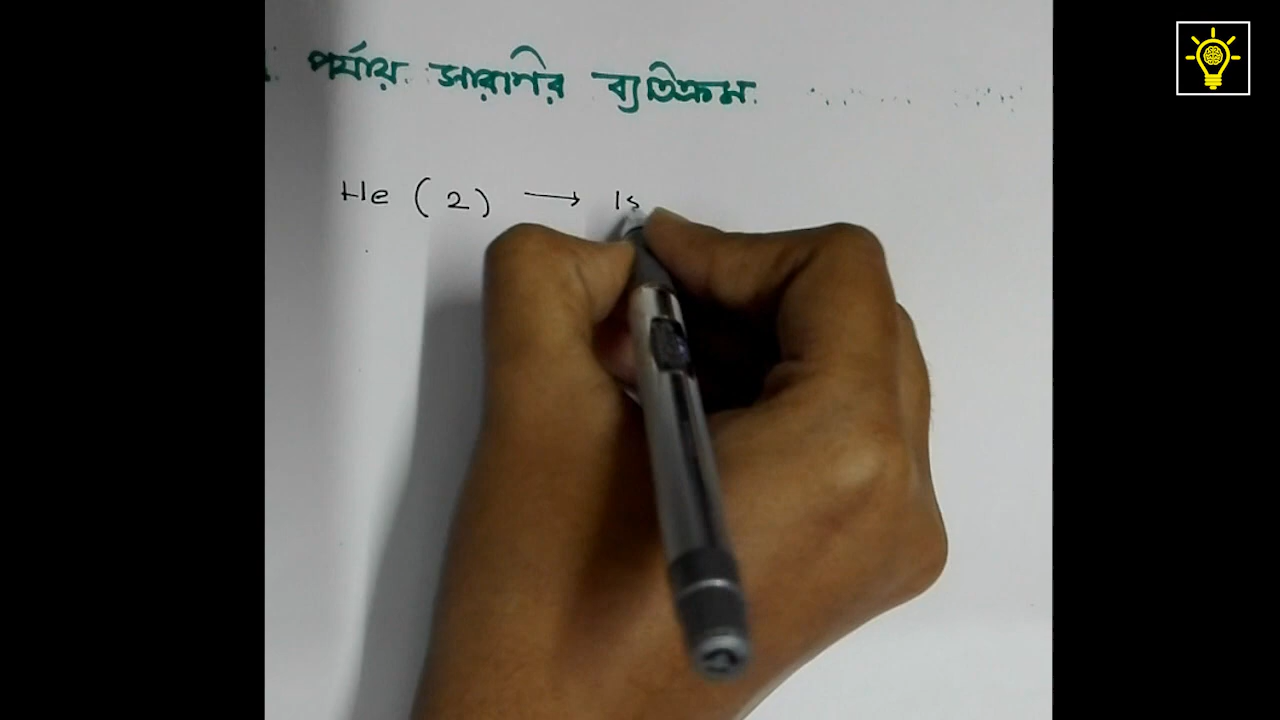 পর্যায় সারণির ব্যতিক্রম
He (2) → 1s